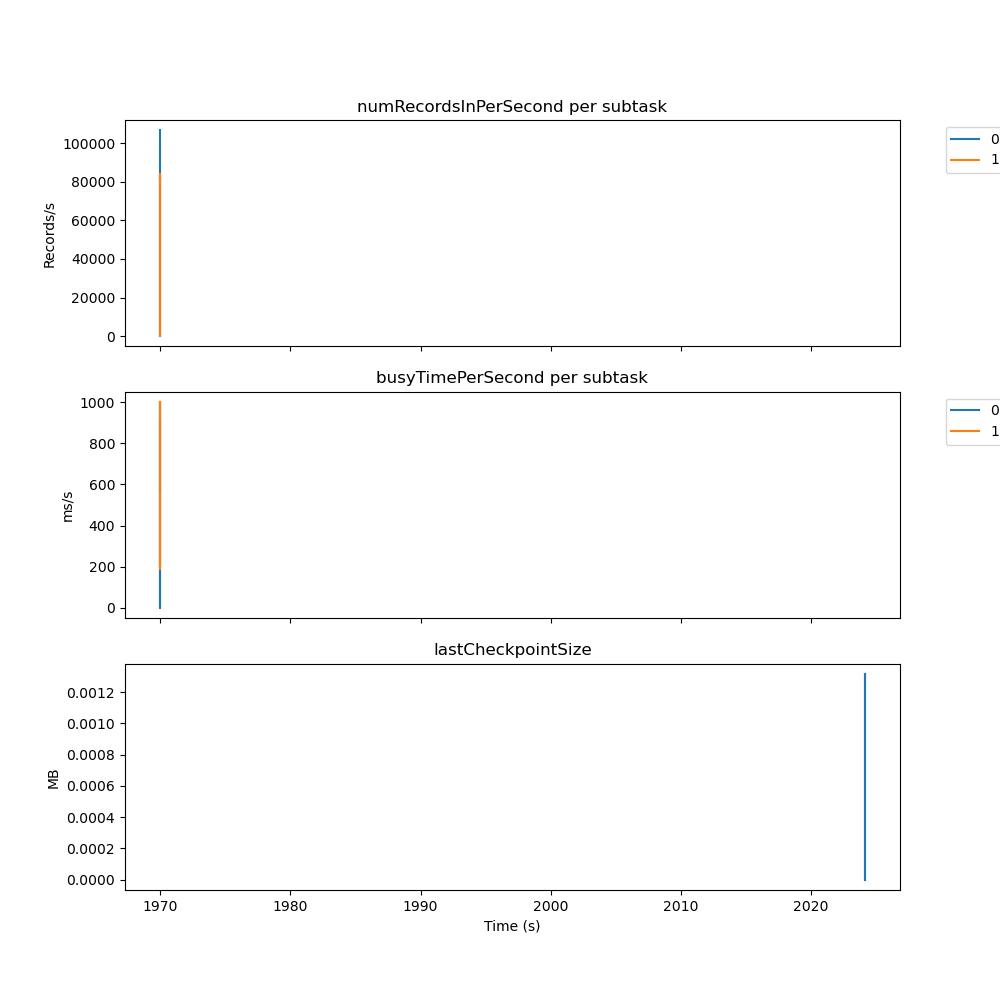 numRecordsInPerSecond per subtask
100000
80000
60000
40000
20000
0
Records/s
0
1
busyTimePerSecond per subtask
1000
800
600
400
200
0
ms/s
0
1
lastCheckpointSize
0.0012
0.0010
0.0008
0.0006
0.0004
0.0002
0.0000
MB
1970 1980 1990 2000 2010 2020
Time (s)